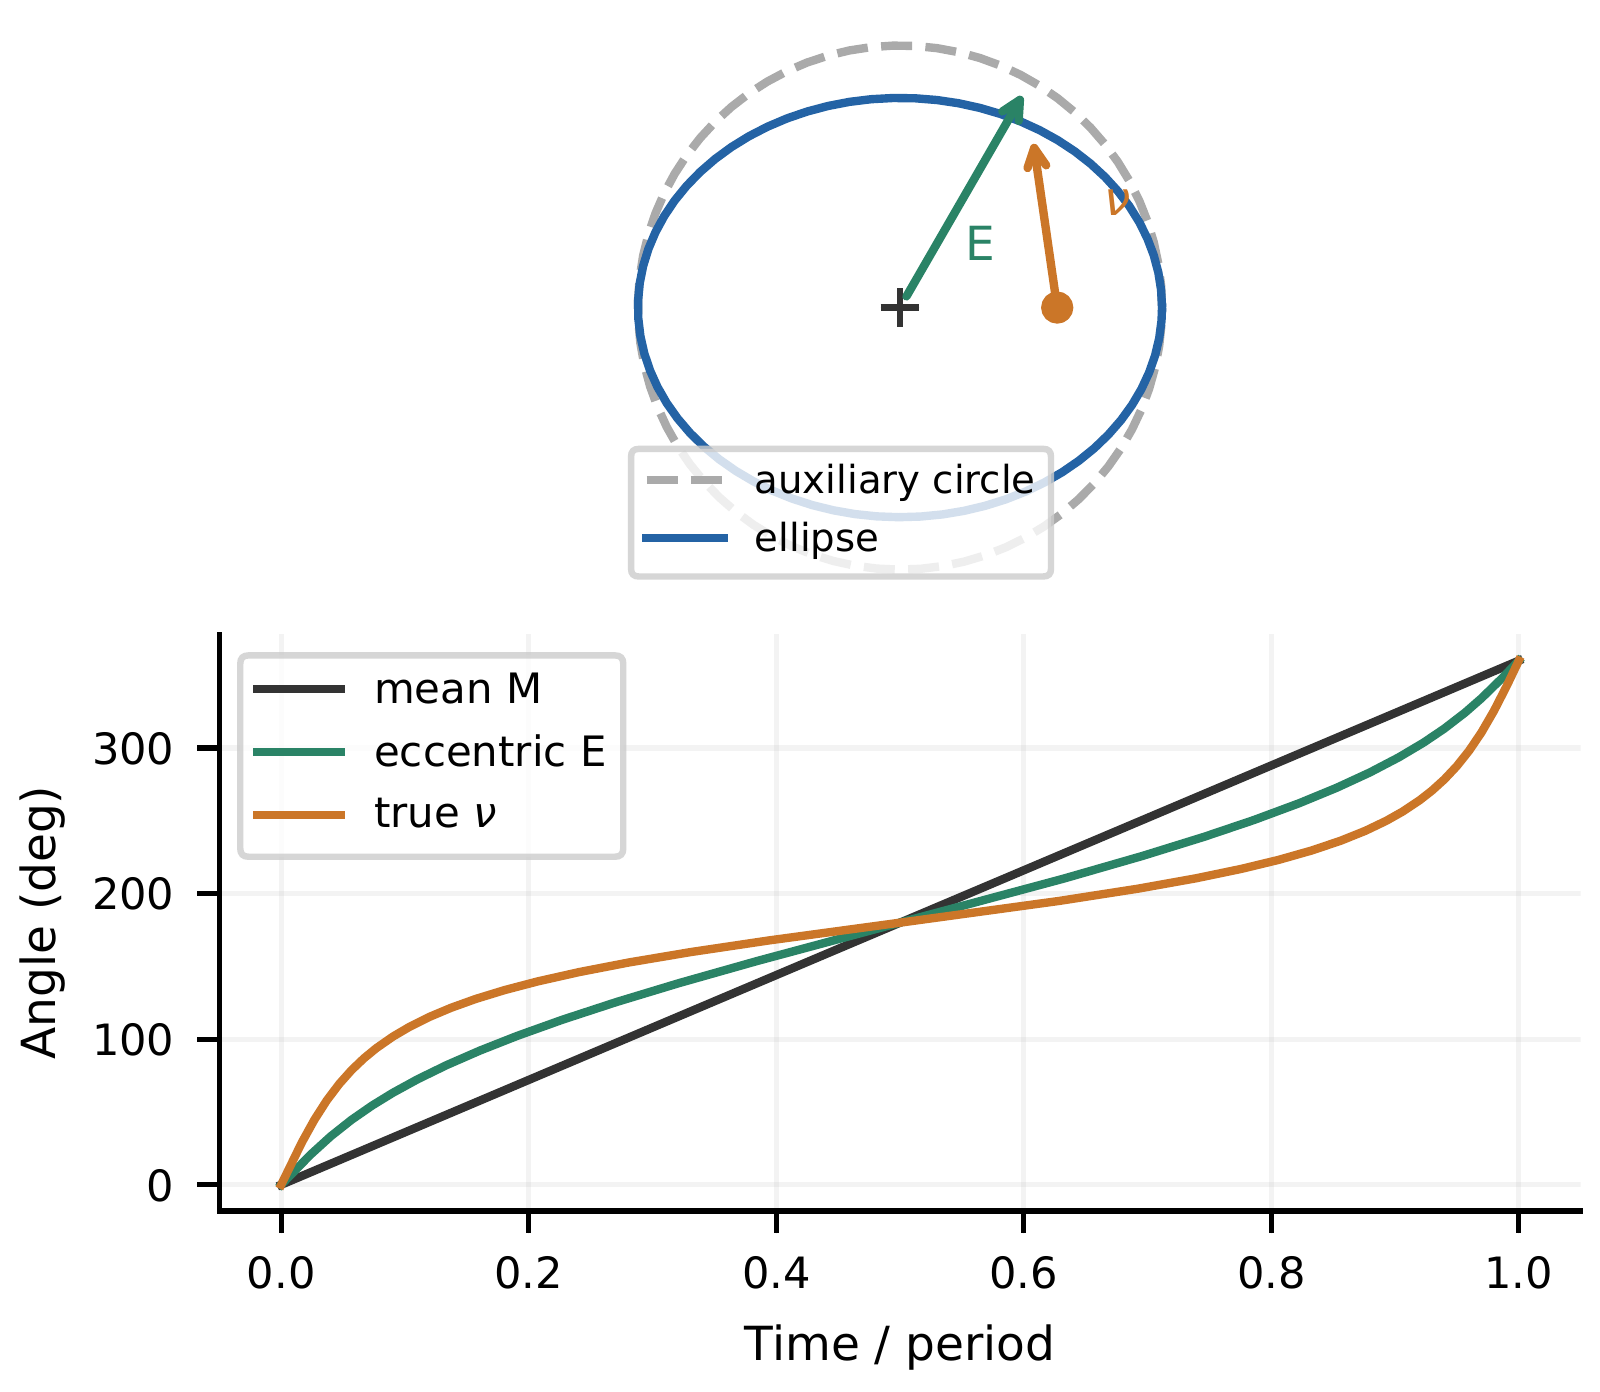 ν
E
auxiliary circle
ellipse
mean M
eccentric E
true ν
Angle (deg)
300
200
100
0
0.0 0.2 0.4 0.6 0.8 1.0
Time / period